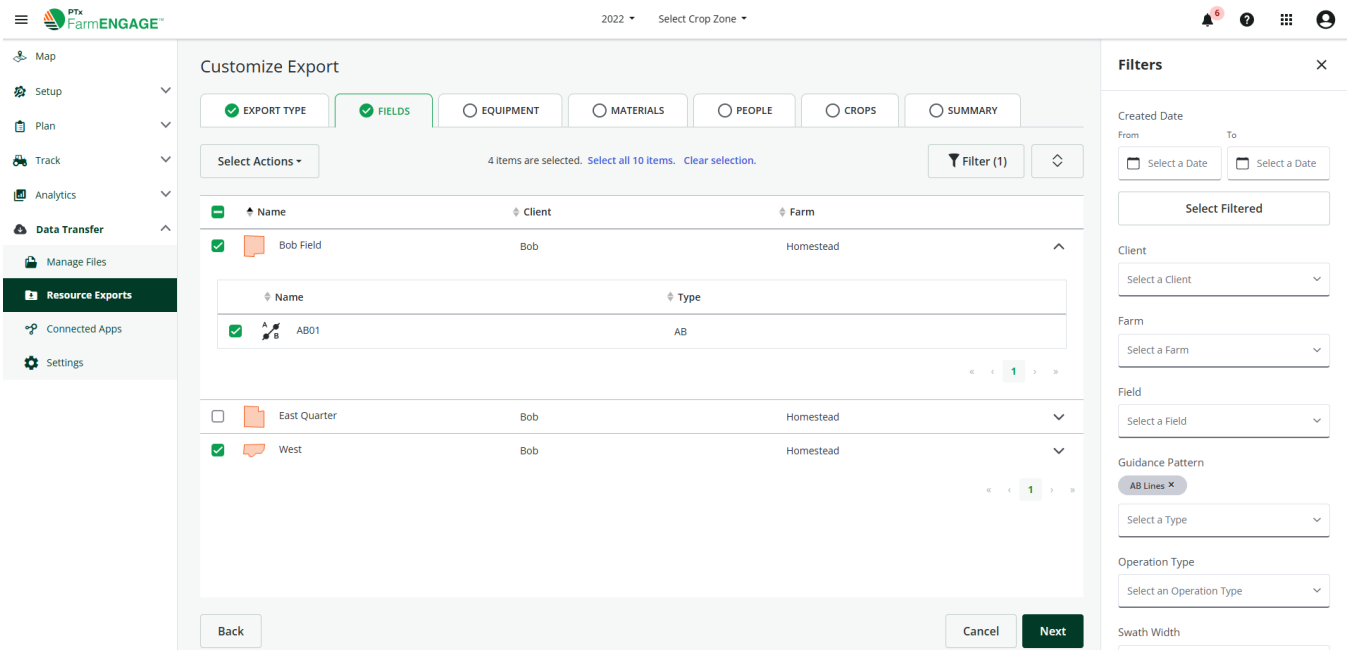 PTx
FarmENGAGE™
2022
Select Crop Zone
6
Map
Setup
Plan
Track
Analytics
Data Transfer
Manage Files
Resource Exports
Connected Apps
Settings
Customize Export
EXPORT TYPE
FIELDS
EQUIPMENT
MATERIALS
PEOPLE
CROPS
SUMMARY
Select Actions
4 items are selected. Select all 10 items. Clear selection.
Filter (1)
Name Client Farm
Bob Field Bob Homestead
Name Type
A B AB01 AB
« ‹ 1 › »
East Quarter Bob Homestead
West Bob Homestead
« ‹ 1 › »
Back
Cancel
Next
Filters
Created Date
From To
Select a Date Select a Date
Select Filtered
Client
Select a Client
Farm
Select a Farm
Field
Select a Field
Guidance Pattern
AB Lines ×
Select a Type
Operation Type
Select an Operation Type
Swath Width